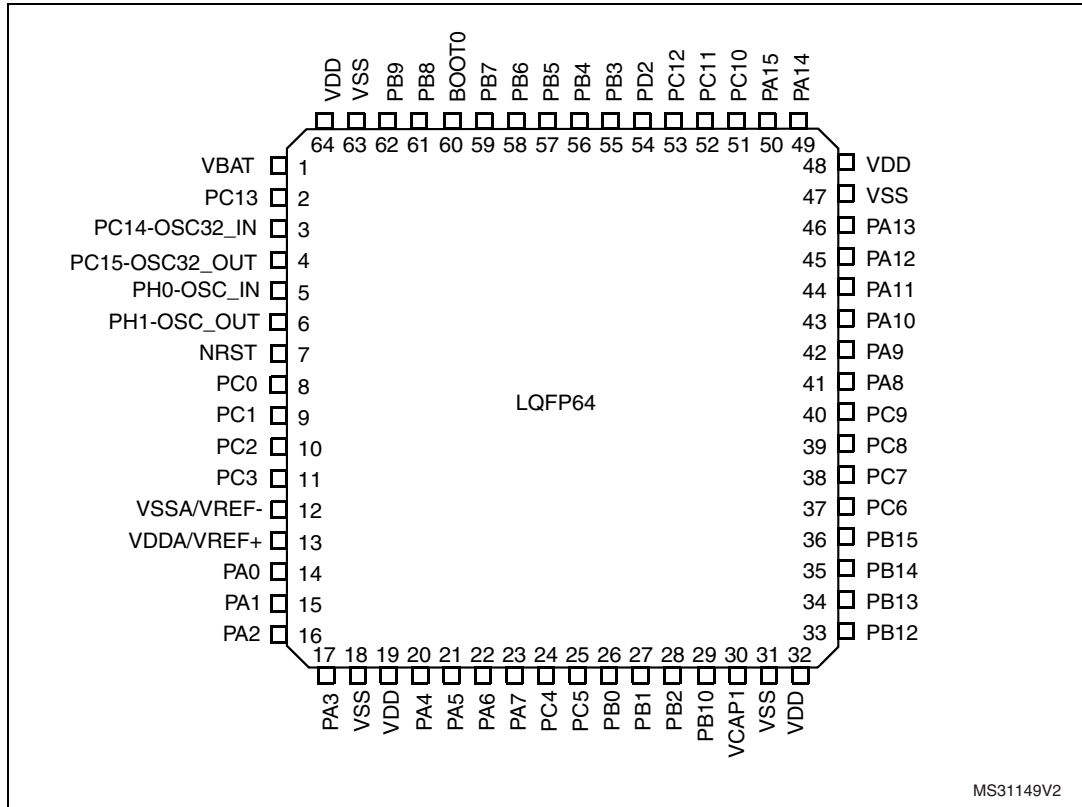 VDD
VSS
PB9
PB8
BOOT0
PB7
PB6
PB5
PB4
PB3
PD2
PC12
PC11
PC10
PA15
PA14
64 63 62 61 60 59 58 57 56 55 54 53 52 51 50 49
VBAT 1
PC13 2
PC14-OSC32_IN 3
PC15-OSC32_OUT 4
PH0-OSC_IN 5
PH1-OSC_OUT 6
NRST 7
PC0 8
PC1 9
PC2 10
PC3 11
VSSA/VREF- 12
VDDA/VREF+ 13
PA0 14
PA1 15
PA2 16
LQFP64
48 VDD
47 VSS
46 PA13
45 PA12
44 PA11
43 PA10
42 PA9
41 PA8
40 PC9
39 PC8
38 PC7
37 PC6
36 PB15
35 PB14
34 PB13
33 PB12
17 18 19 20 21 22 23 24 25 26 27 28 29 30 31 32
PA3
VSS
VDD
PA4
PA5
PA6
PA7
PC4
PC5
PB0
PB1
PB2
PB10
VCAP1
VSS
VDD
MS31149V2